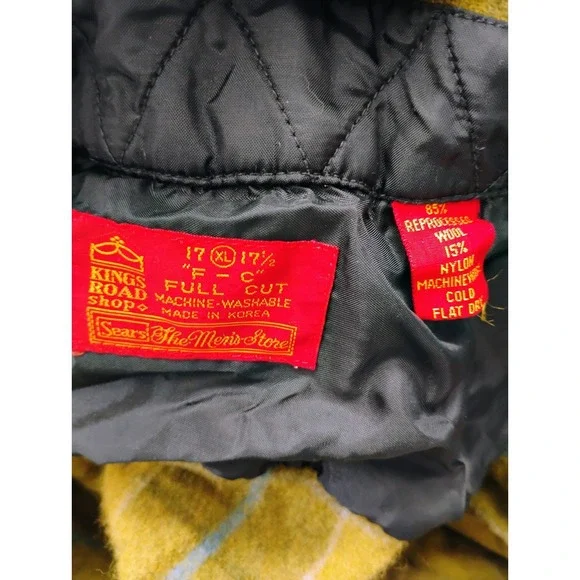 KINGS
ROAD
SHOP
17 XL 17½
"F - C"
FULL CUT
MACHINE-WASHABLE
MADE IN KOREA
Sears The Men's Store
85%
REPROCESSED
WOOL
15%
NYLON
MACHINE
COLD
FLAT DRY